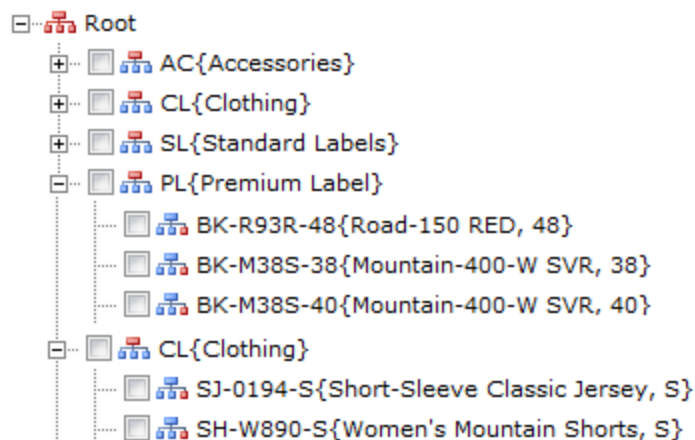 Root
AC{Accessories}
CL{Clothing}
SL{Standard Labels}
PL{Premium Label}
BK-R93R-48{Road-150 RED, 48}
BK-M38S-38{Mountain-400-W SVR, 38}
BK-M38S-40{Mountain-400-W SVR, 40}
CL{Clothing}
SJ-0194-S{Short-Sleeve Classic Jersey, S}
SH-W890-S{Women's Mountain Shorts, S}